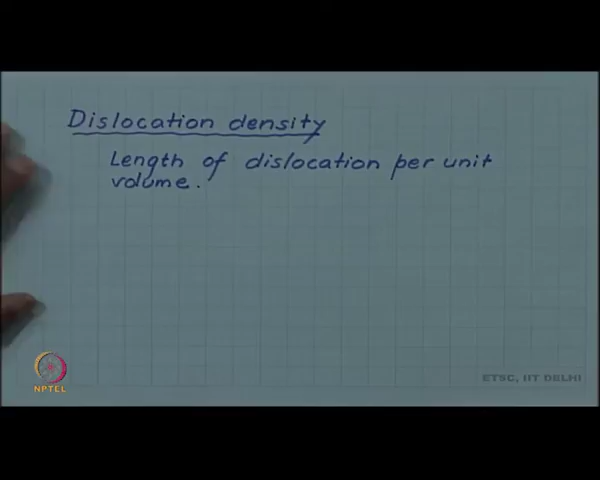 Dislocation density
Length of dislocation per unit
volume.
NPTEL
ETSC, IIT DELHI